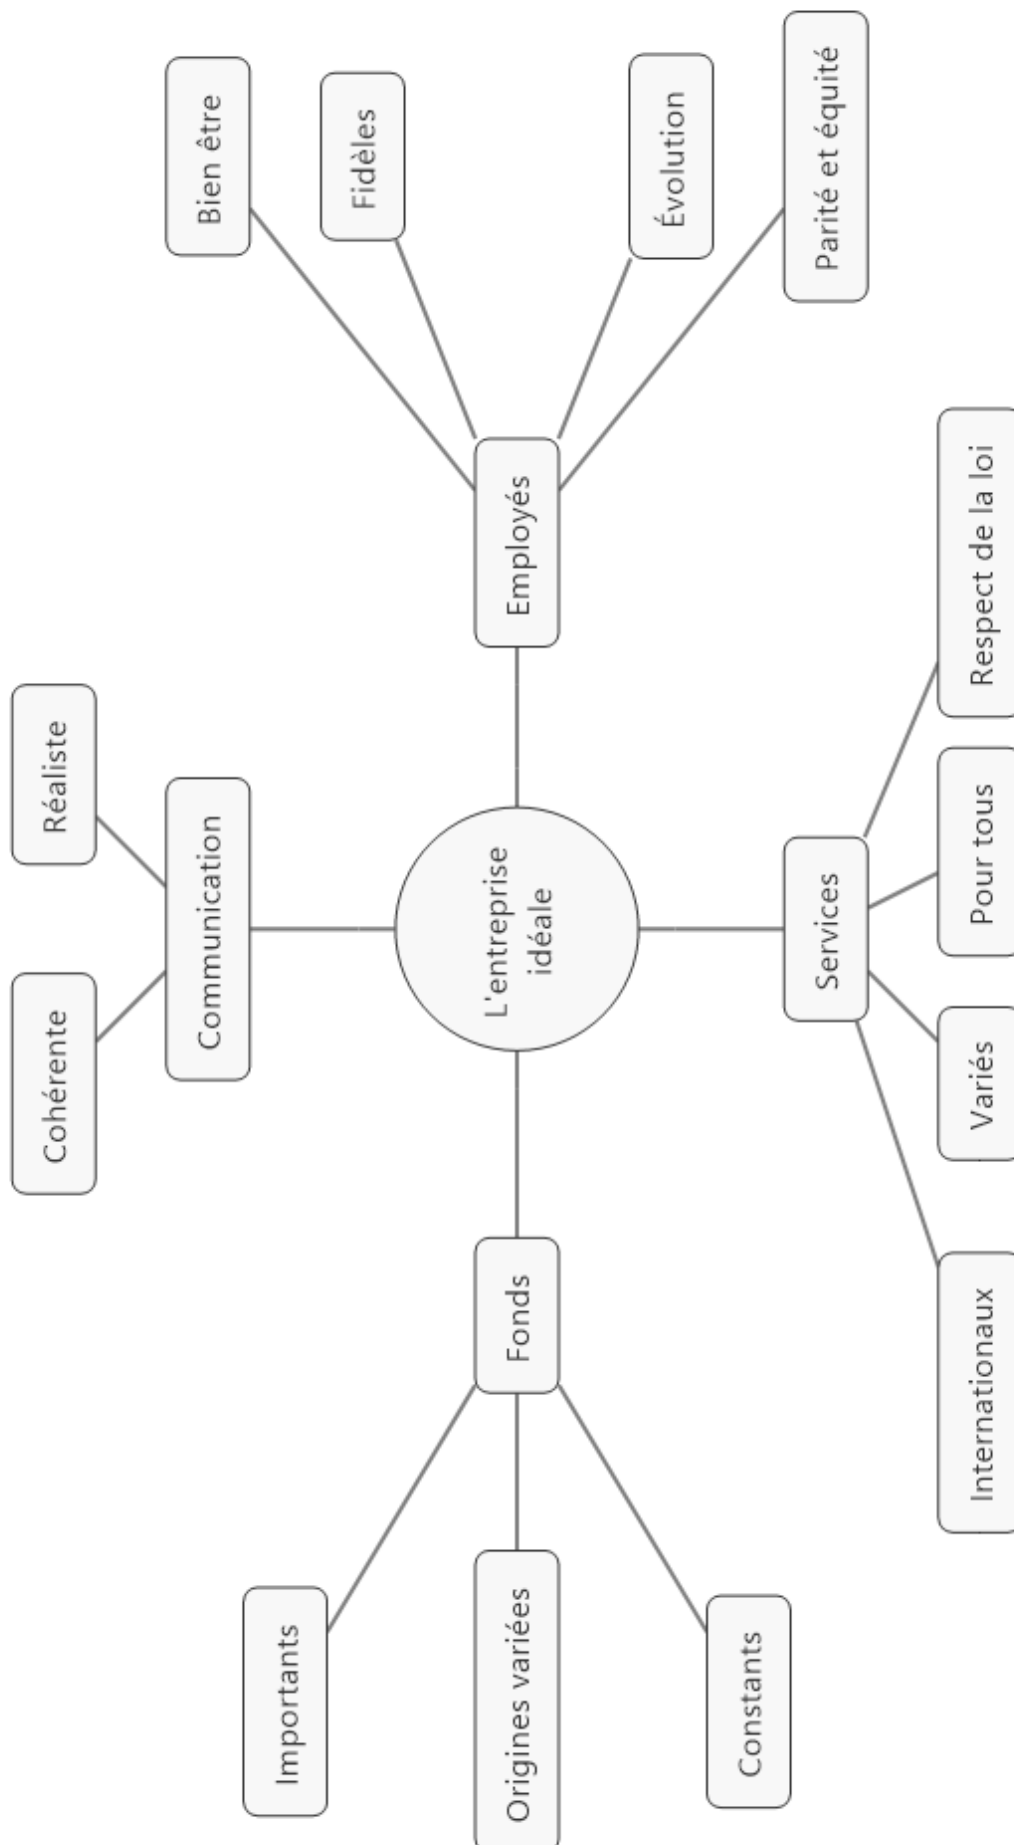 Cohérente
Réaliste
Communication
Bien être
Fidèles
Importants
Origines variées
Fonds
L'entreprise
idéale
Employés
Évolution
Parité et équité
Constants
Services
Internationaux
Variés
Pour tous
Respect de la loi